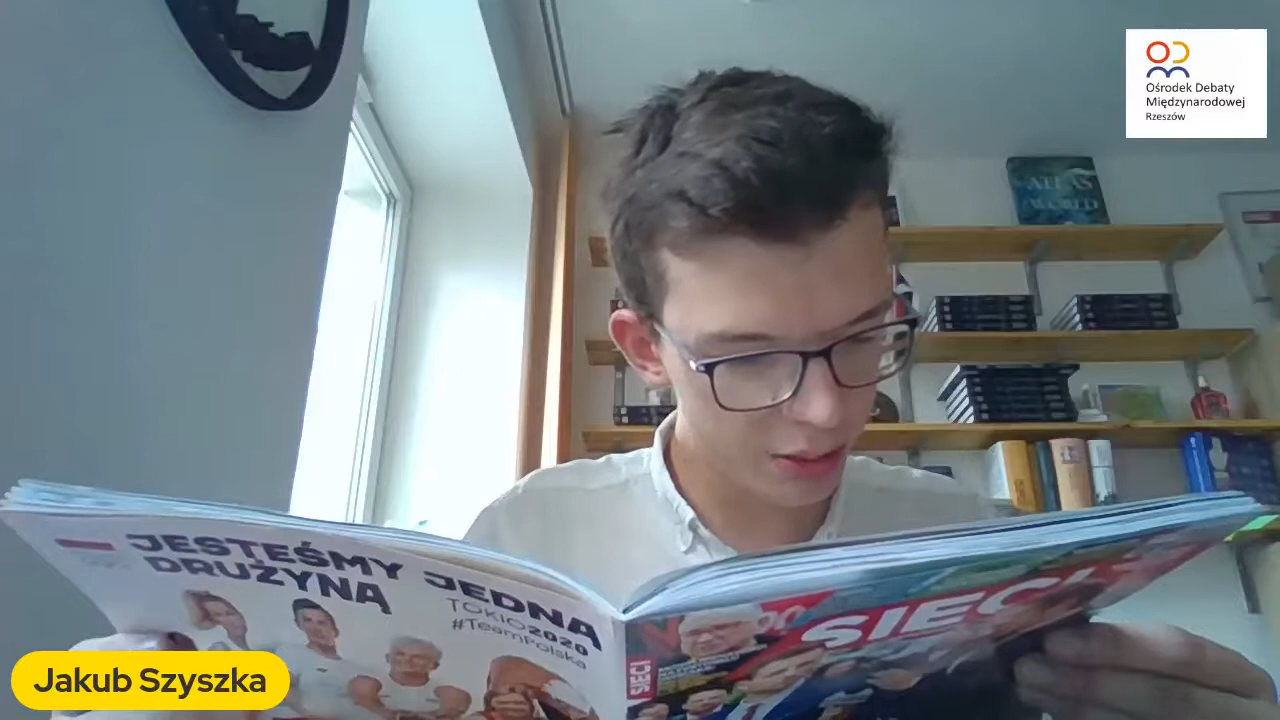 Ośrodek Debaty
Międzynarodowej
Rzeszów
ATLAS
WORLD
JESTEŚMY JEDNĄ
DRUŻYNĄ
TOKIO2020
#TeamPolska
SIECI
SIECI
Jakub Szyszka